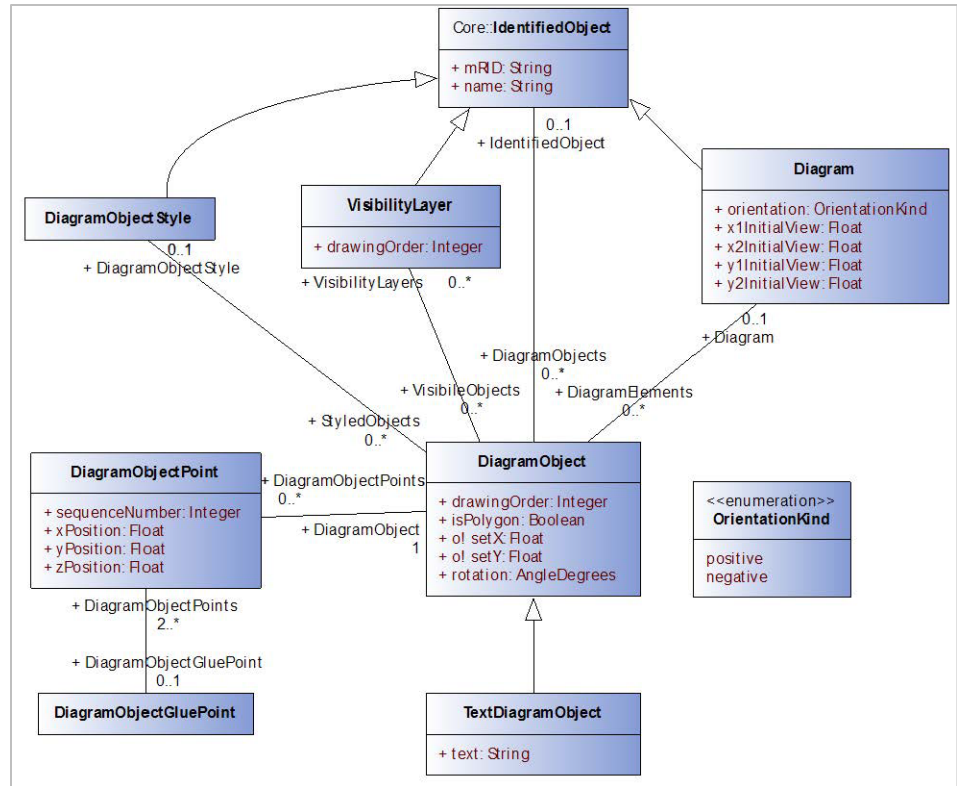 Core::IdentifiedObject
+ mRID: String
+ name: String
0..1
+ IdentifiedObject
DiagramObjectStyle
0..1
+ DiagramObjectStyle
VisibilityLayer
+ drawingOrder: Integer
+ VisibilityLayers 0..*
Diagram
+ orientation: OrientationKind
+ x1InitialView: Float
+ x2InitialView: Float
+ y1InitialView: Float
+ y2InitialView: Float
0..1
+ Diagram
+ DiagramObjects
0..*
+ VisibileObjects
0..*
+ DiagramElements
0..*
+ StyledObjects
0..*
DiagramObjectPoint
+ sequenceNumber: Integer
+ xPosition: Float
+ yPosition: Float
+ zPosition: Float
+ DiagramObjectPoints
0..*
+ DiagramObject
1
DiagramObject
+ drawingOrder: Integer
+ isPolygon: Boolean
+ o! setX: Float
+ o! setY: Float
+ rotation: AngleDegrees
<<enumeration>>
OrientationKind
positive
negative
+ DiagramObjectPoints
2..*
+ DiagramObjectGluePoint
0..1
DiagramObjectGluePoint
TextDiagramObject
+ text: String